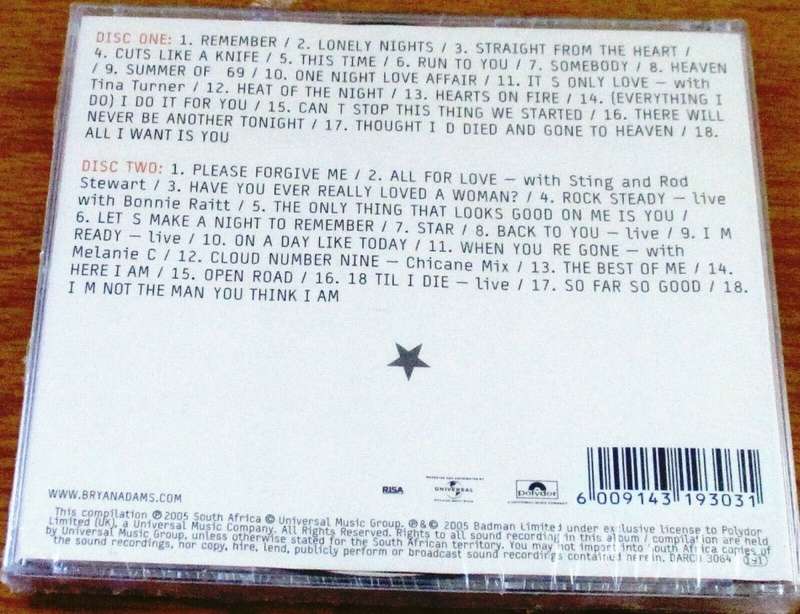 DISC ONE: 1. REMEMBER / 2. LONELY NIGHTS / 3. STRAIGHT FROM THE HEART /
4. CUTS LIKE A KNIFE / 5. THIS TIME / 6. RUN TO YOU / 7. SOMEBODY / 8. HEAVEN
/ 9. SUMMER OF 69 / 10. ONE NIGHT LOVE AFFAIR / 11. IT S ONLY LOVE – with
Tina Turner / 12. HEAT OF THE NIGHT / 13. HEARTS ON FIRE / 14. (EVERYTHING I
DO) I DO IT FOR YOU / 15. CAN T STOP THIS THING WE STARTED / 16. THERE WILL
NEVER BE ANOTHER TONIGHT / 17. THOUGHT I D DIED AND GONE TO HEAVEN / 18.
ALL I WANT IS YOU
DISC TWO: 1. PLEASE FORGIVE ME / 2. ALL FOR LOVE – with Sting and Rod
Stewart / 3. HAVE YOU EVER REALLY LOVED A WOMAN? / 4. ROCK STEADY – live
with Bonnie Raitt / 5. THE ONLY THING THAT LOOKS GOOD ON ME IS YOU /
6. LET S MAKE A NIGHT TO REMEMBER / 7. STAR / 8. BACK TO YOU – live / 9. I M
READY – live / 10. ON A DAY LIKE TODAY / 11. WHEN YOU RE GONE – with
Melanie C / 12. CLOUD NUMBER NINE – Chicane Mix / 13. THE BEST OF ME / 14.
HERE I AM / 15. OPEN ROAD / 16. 18 TIL I DIE – live / 17. SO FAR SO GOOD / 18.
I M NOT THE MAN YOU THINK I AM
WWW.BRYANADAMS.COM
RISA
UNIVERSAL
polydor
6 009143 193031
This compilation ℗ 2005 South Africa © Universal Music Group. ℗ & © 2005 Badman Limited under exclusive license to Polydor
Limited (UK), a Universal Music Company. All Rights Reserved. Rights to all sound recording in this album / compilation are held
by Universal Music Group, unless otherwise stated for the South African territory. You may not import into South Africa copies of
the sound recordings, nor copy, hire, lend, publicly perform or broadcast sound recordings contained herein. DARCD 3064